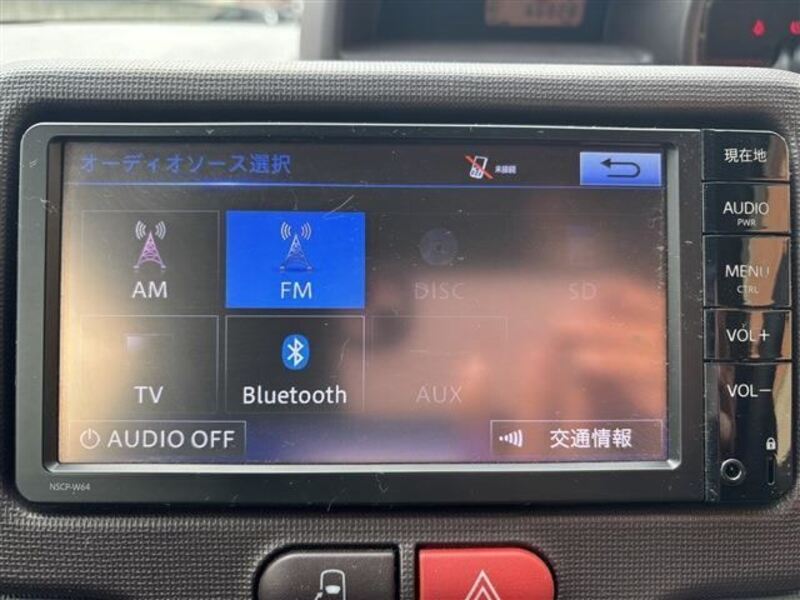 オーディオソース選択
未接続
現在地
AUDIO
PWR
AM
FM
DISC
SD
MENU
CTRL
VOL+
TV
Bluetooth
AUX
VOL-
AUDIO OFF
交通情報
NSCP-W64